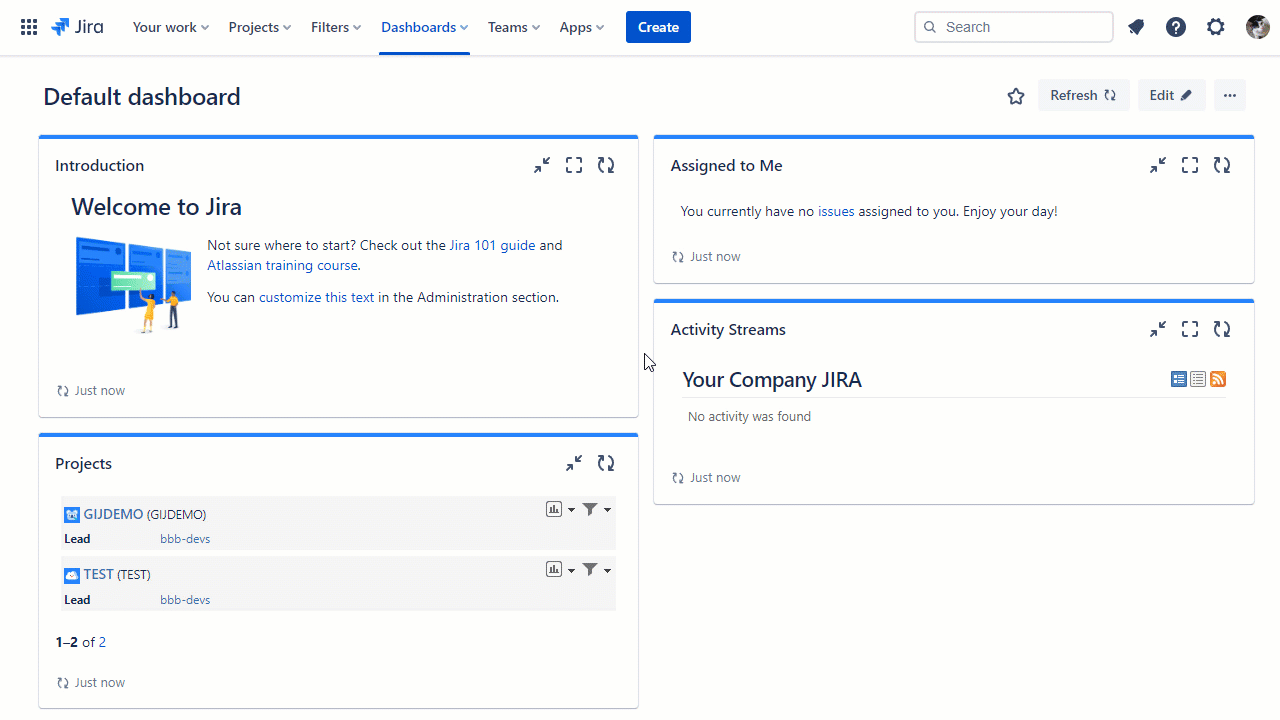 Jira Your work Projects Filters Dashboards Teams Apps Create Search
Default dashboard
Refresh Edit
Introduction
Welcome to Jira
Not sure where to start? Check out the Jira 101 guide and
Atlassian training course.
You can customize this text in the Administration section.
Just now
Projects
GIJDEMO (GIJDEMO)
Lead bbb-devs
TEST (TEST)
Lead bbb-devs
1–2 of 2
Just now
Assigned to Me
You currently have no issues assigned to you. Enjoy your day!
Just now
Activity Streams
Your Company JIRA
No activity was found
Just now